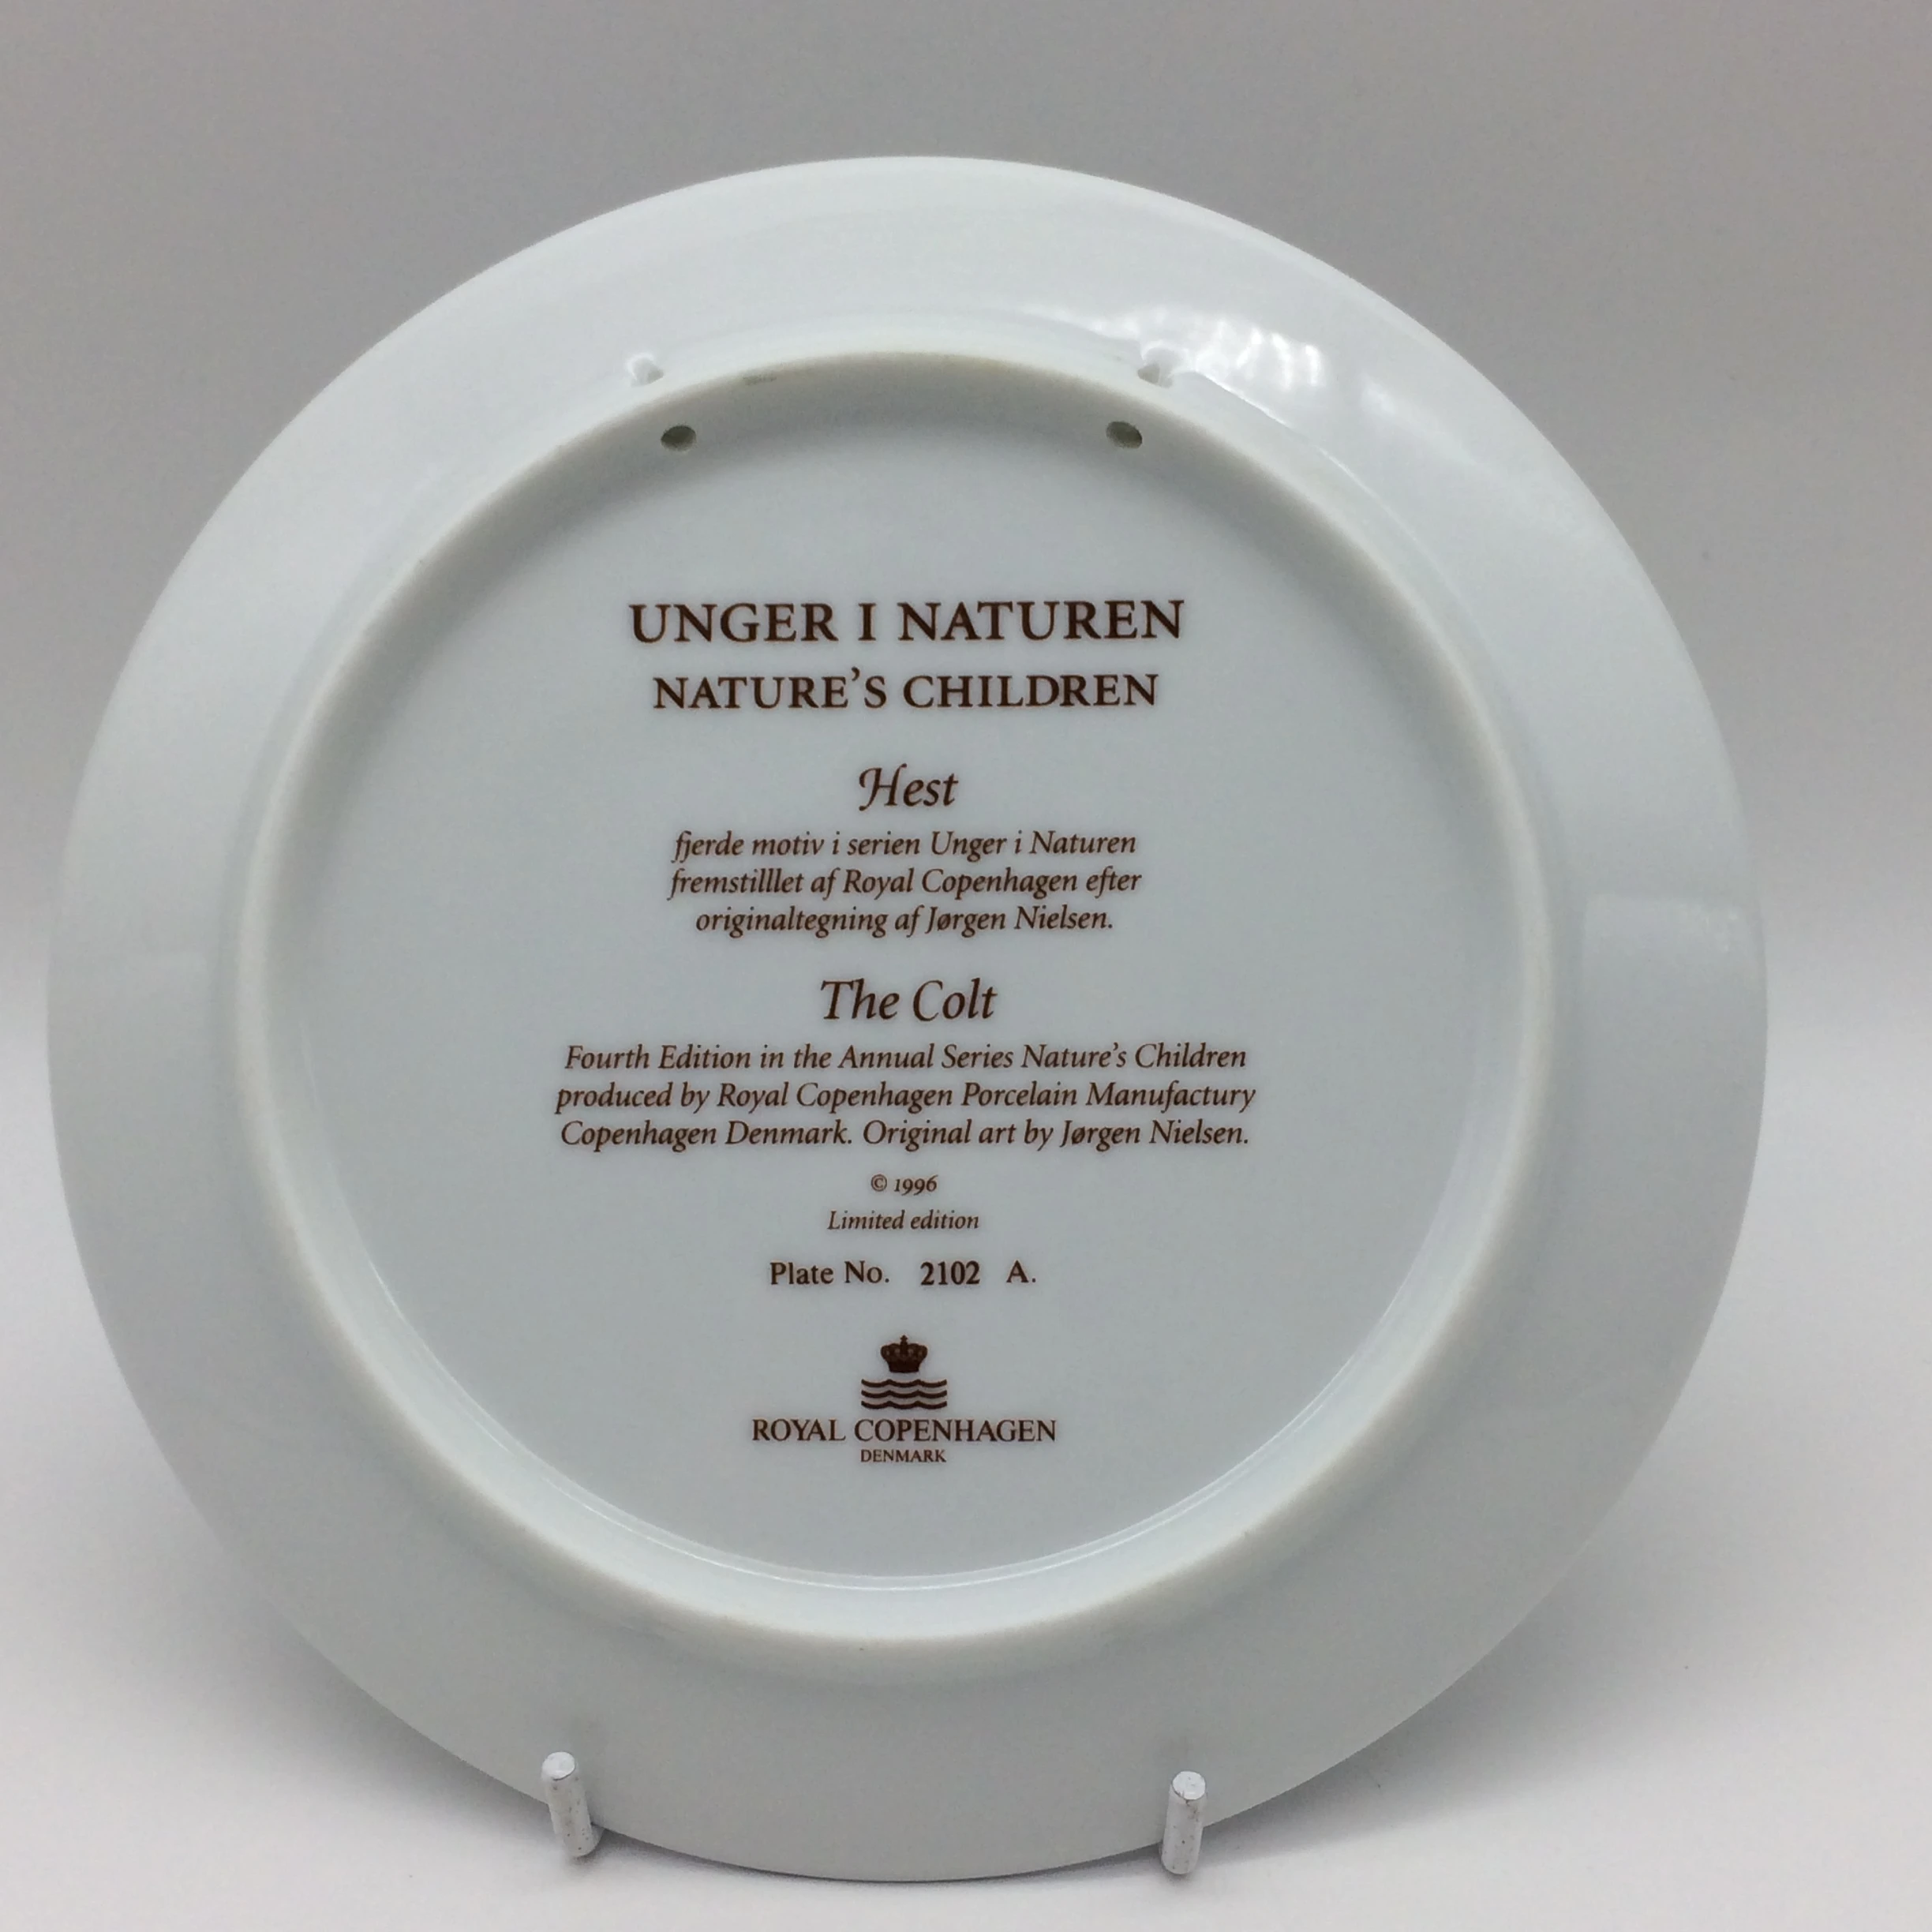 UNGER I NATUREN
NATURE'S CHILDREN
Hest
fjerde motiv i serien Unger i Naturen
fremstilllet af Royal Copenhagen efter
originaltegning af Jørgen Nielsen.
The Colt
Fourth Edition in the Annual Series Nature's Children
produced by Royal Copenhagen Porcelain Manufactury
Copenhagen Denmark. Original art by Jørgen Nielsen.
© 1996
Limited edition
Plate No. 2102 A.
ROYAL COPENHAGEN
DENMARK